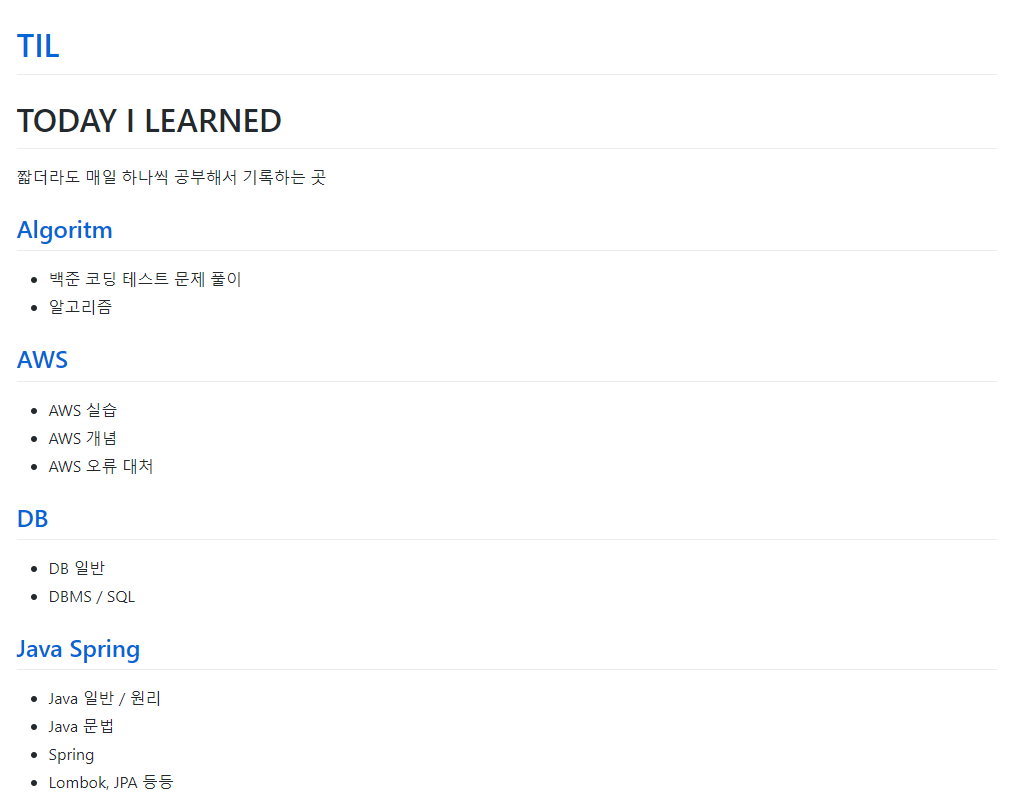 TIL
TODAY I LEARNED
짧더라도 매일 하나씩 공부해서 기록하는 곳
Algoritm
백준 코딩 테스트 문제 풀이
알고리즘
AWS
AWS 실습
AWS 개념
AWS 오류 대처
DB
DB 일반
DBMS / SQL
Java Spring
Java 일반 / 원리
Java 문법
Spring
Lombok, JPA 등등